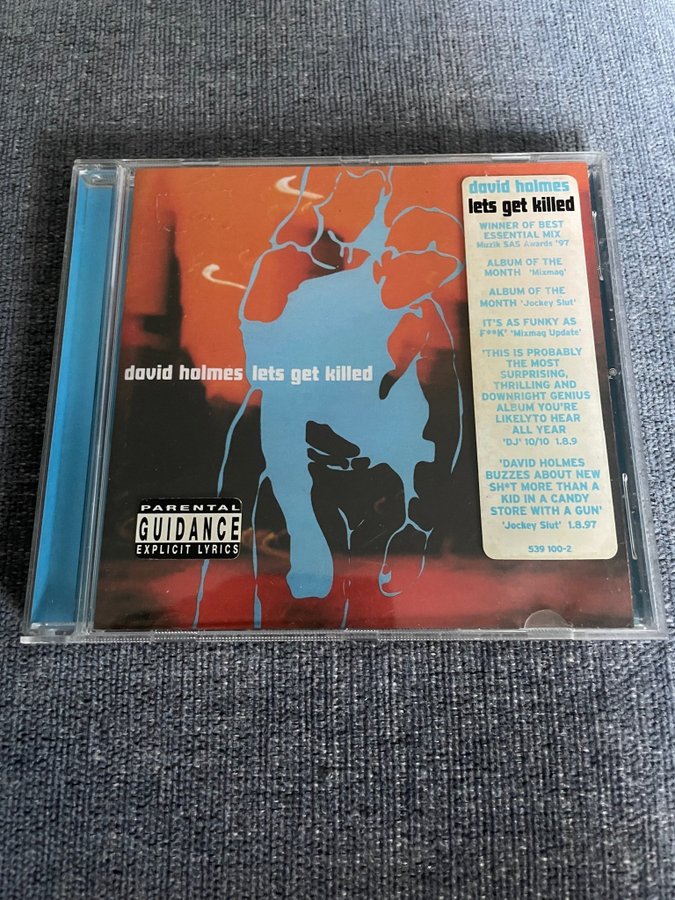 david holmes lets get killed
PARENTAL
GUIDANCE
EXPLICIT LYRICS
david holmes
lets get killed
WINNER OF BEST
ESSENTIAL MIX
Muzik SAS Awards '97
ALBUM OF THE
MONTH 'Mixmag'
ALBUM OF THE
MONTH 'Jockey Slut'
IT'S AS FUNKY AS
F**K' 'Mixmag Update'
'THIS IS PROBABLY
THE MOST
SURPRISING,
THRILLING AND
DOWNRIGHT GENIUS
ALBUM YOU'RE
LIKELYTO HEAR
ALL YEAR
'DJ' 10/10 1.8.9
'DAVID HOLMES
BUZZES ABOUT NEW
SH*T MORE THAN A
KID IN A CANDY
STORE WITH A GUN'
'Jockey Slut' 1.8.97
539 100-2